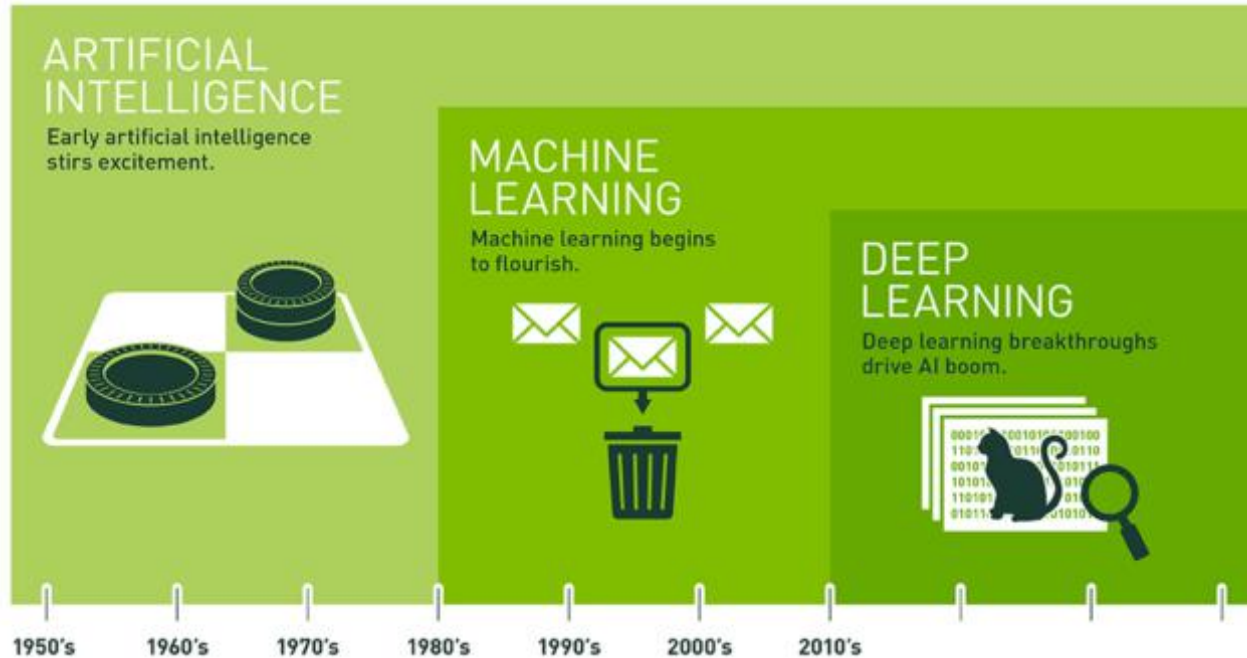 ARTIFICIAL
INTELLIGENCE
Early artificial intelligence
stirs excitement.
MACHINE
LEARNING
Machine learning begins
to flourish.
DEEP
LEARNING
Deep learning breakthroughs
drive AI boom.
1950's 1960's 1970's 1980's 1990's 2000's 2010's